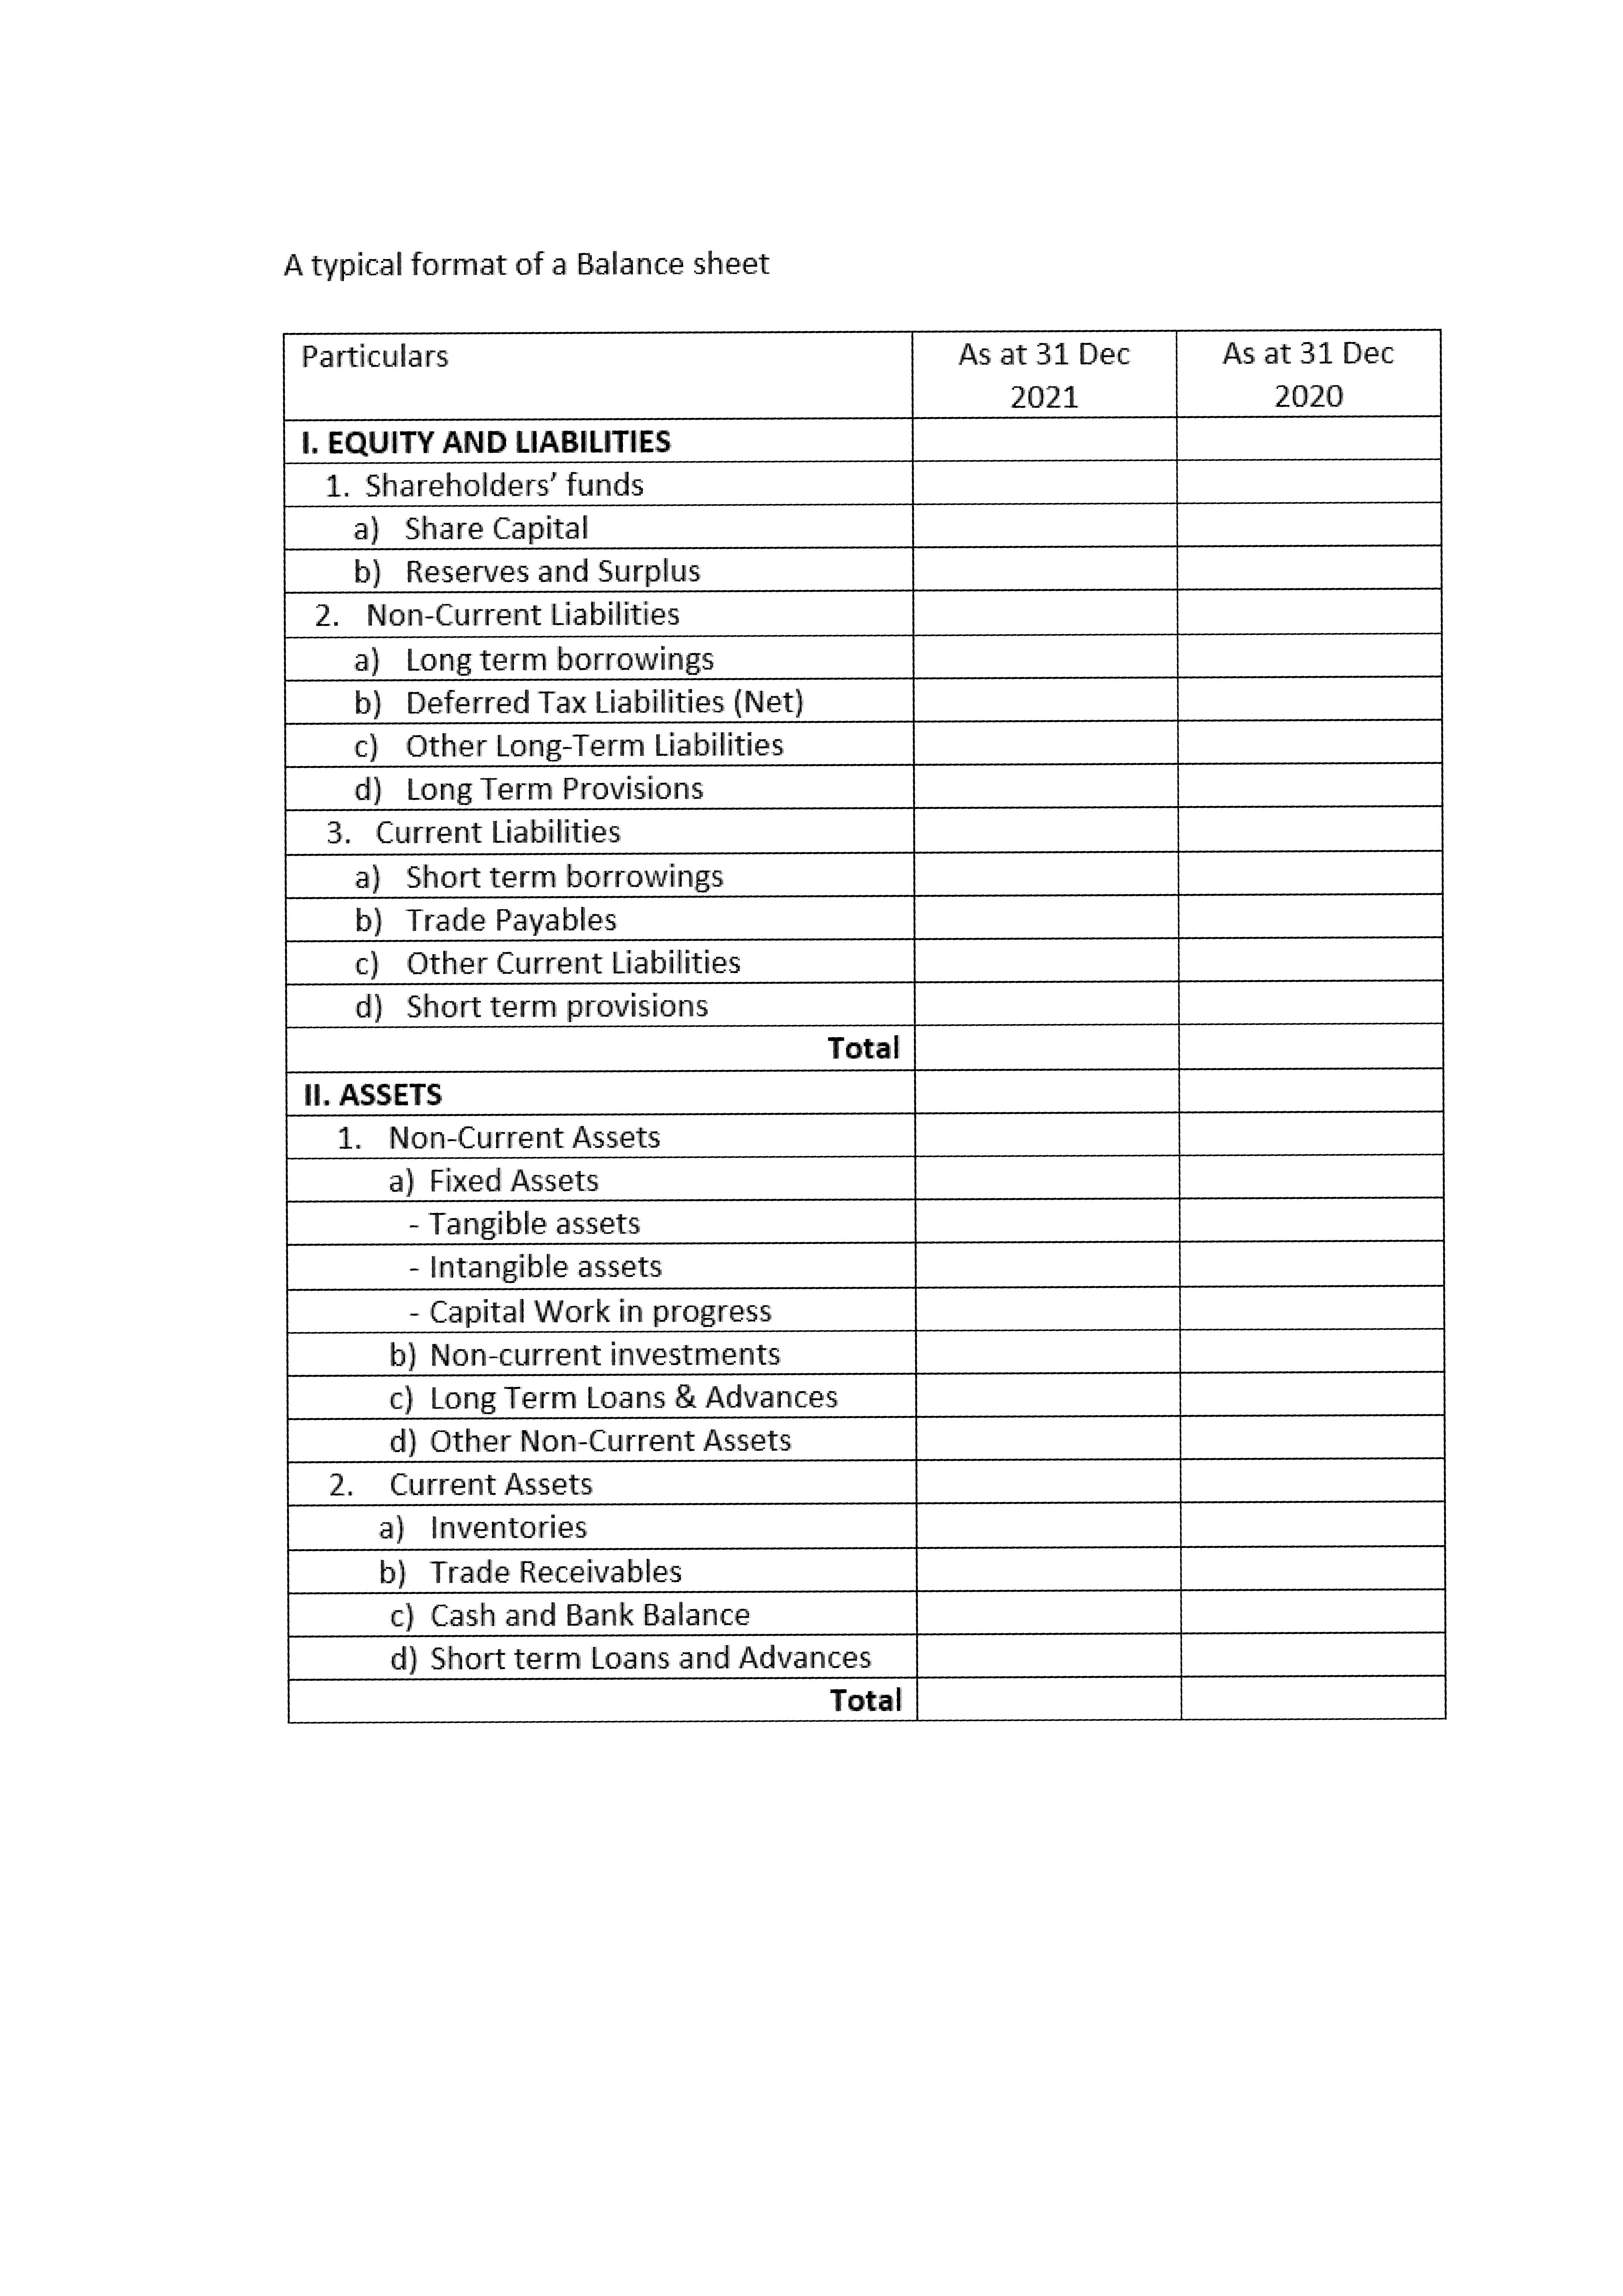 A typical format of a Balance sheet
Particulars
As at 31 Dec
2021
As at 31 Dec
2020
I. EQUITY AND LIABILITIES
1. Shareholders’ funds
a) Share Capital
b) Reserves and Surplus
2. Non-Current Liabilities
a) Long term borrowings
b) Deferred Tax Liabilities (Net)
c) Other Long-Term Liabilities
d) Long Term Provisions
3. Current Liabilities
a) Short term borrowings
b) Trade Payables
c) Other Current Liabilities
d) Short term provisions
Total
II. ASSETS
1. Non-Current Assets
a) Fixed Assets
- Tangible assets
- Intangible assets
- Capital Work in progress
b) Non-current investments
c) Long Term Loans & Advances
d) Other Non-Current Assets
2. Current Assets
a) Inventories
b) Trade Receivables
c) Cash and Bank Balance
d) Short term Loans and Advances
Total